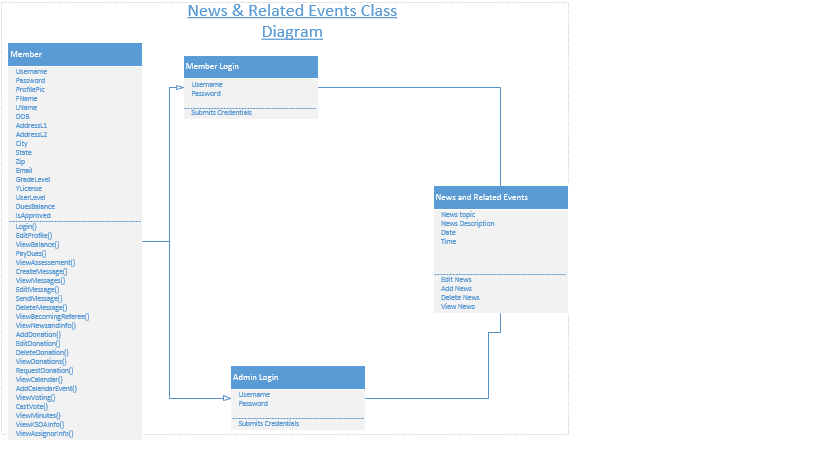 News & Related Events Class
Diagram
Member
Username
Password
ProfilePic
FName
LName
DOB
AddressL1
AddressL2
City
State
Zip
Email
GradeLevel
YLicense
UserLevel
DuesBalance
IsApproved
Login()
EditProfile()
ViewBalance()
PayDues()
ViewAssessement()
CreateMessage()
ViewMessages()
EditMessage()
SendMessage()
DeleteMessage()
ViewBecomingReferee()
ViewNewsandInfo()
AddDonation()
EditDonation()
DeleteDonation()
ViewDonations()
RequestDonation()
ViewCalendar()
AddCalendarEvent()
ViewVoting()
CastVote()
ViewMinutes()
ViewKSOAInfo()
ViewAssignorInfo()
Member Login
Username
Password
Submits Credentials
News and Related Events
News topic
News Description
Date
Time
Edit News
Add News
Delete News
View News
Admin Login
Username
Password
Submits Credentials